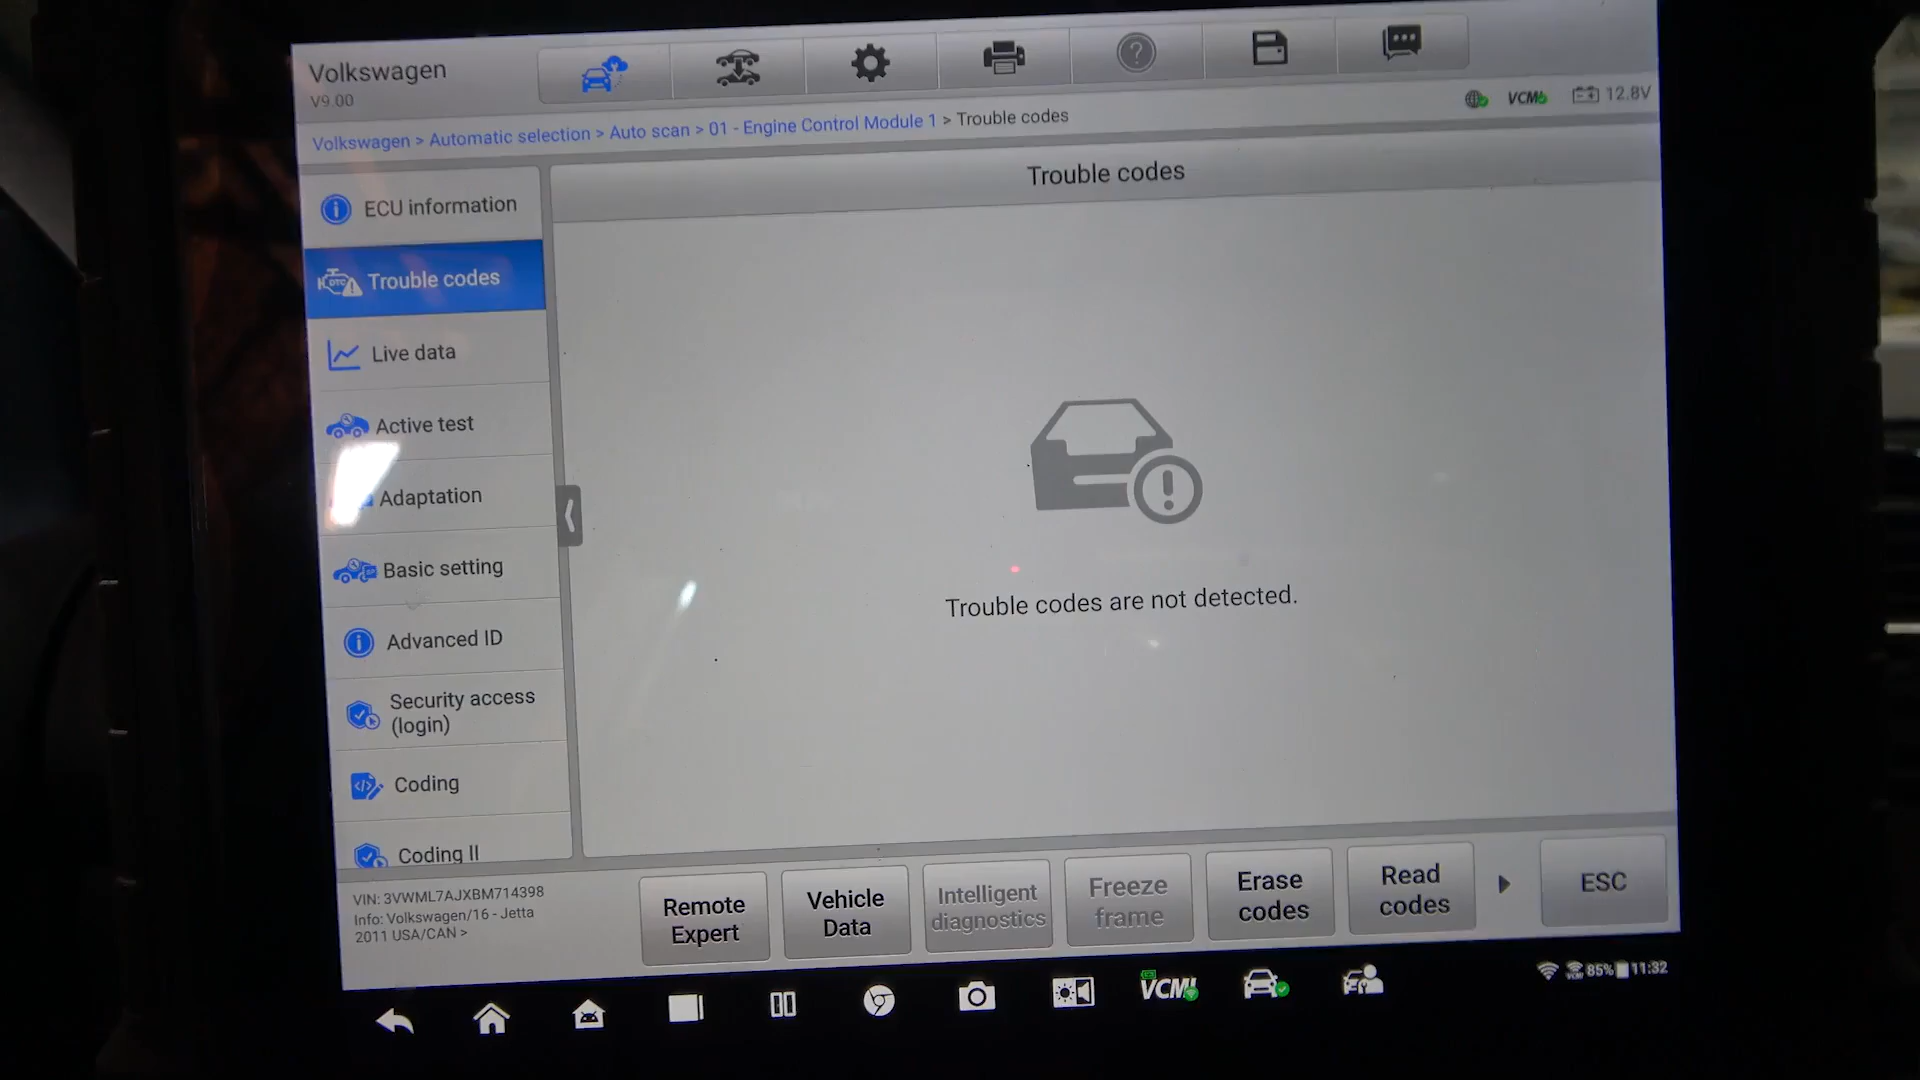 Volkswagen
V9.00
VCMI
12.8V
Volkswagen > Automatic selection > Auto scan > 01 - Engine Control Module 1 > Trouble codes
Trouble codes
ECU information
DTC
Trouble codes
Live data
Active test
Adaptation
Basic setting
Advanced ID
Security access
(login)
Coding
Coding II
Trouble codes are not detected.
VIN: 3VWML7AJXBM714398
Info: Volkswagen/16 - Jetta
2011 USA/CAN >
Remote
Expert
Vehicle
Data
Intelligent
diagnostics
Freeze
frame
Erase
codes
Read
codes
ESC
VCMI
85%
11:32